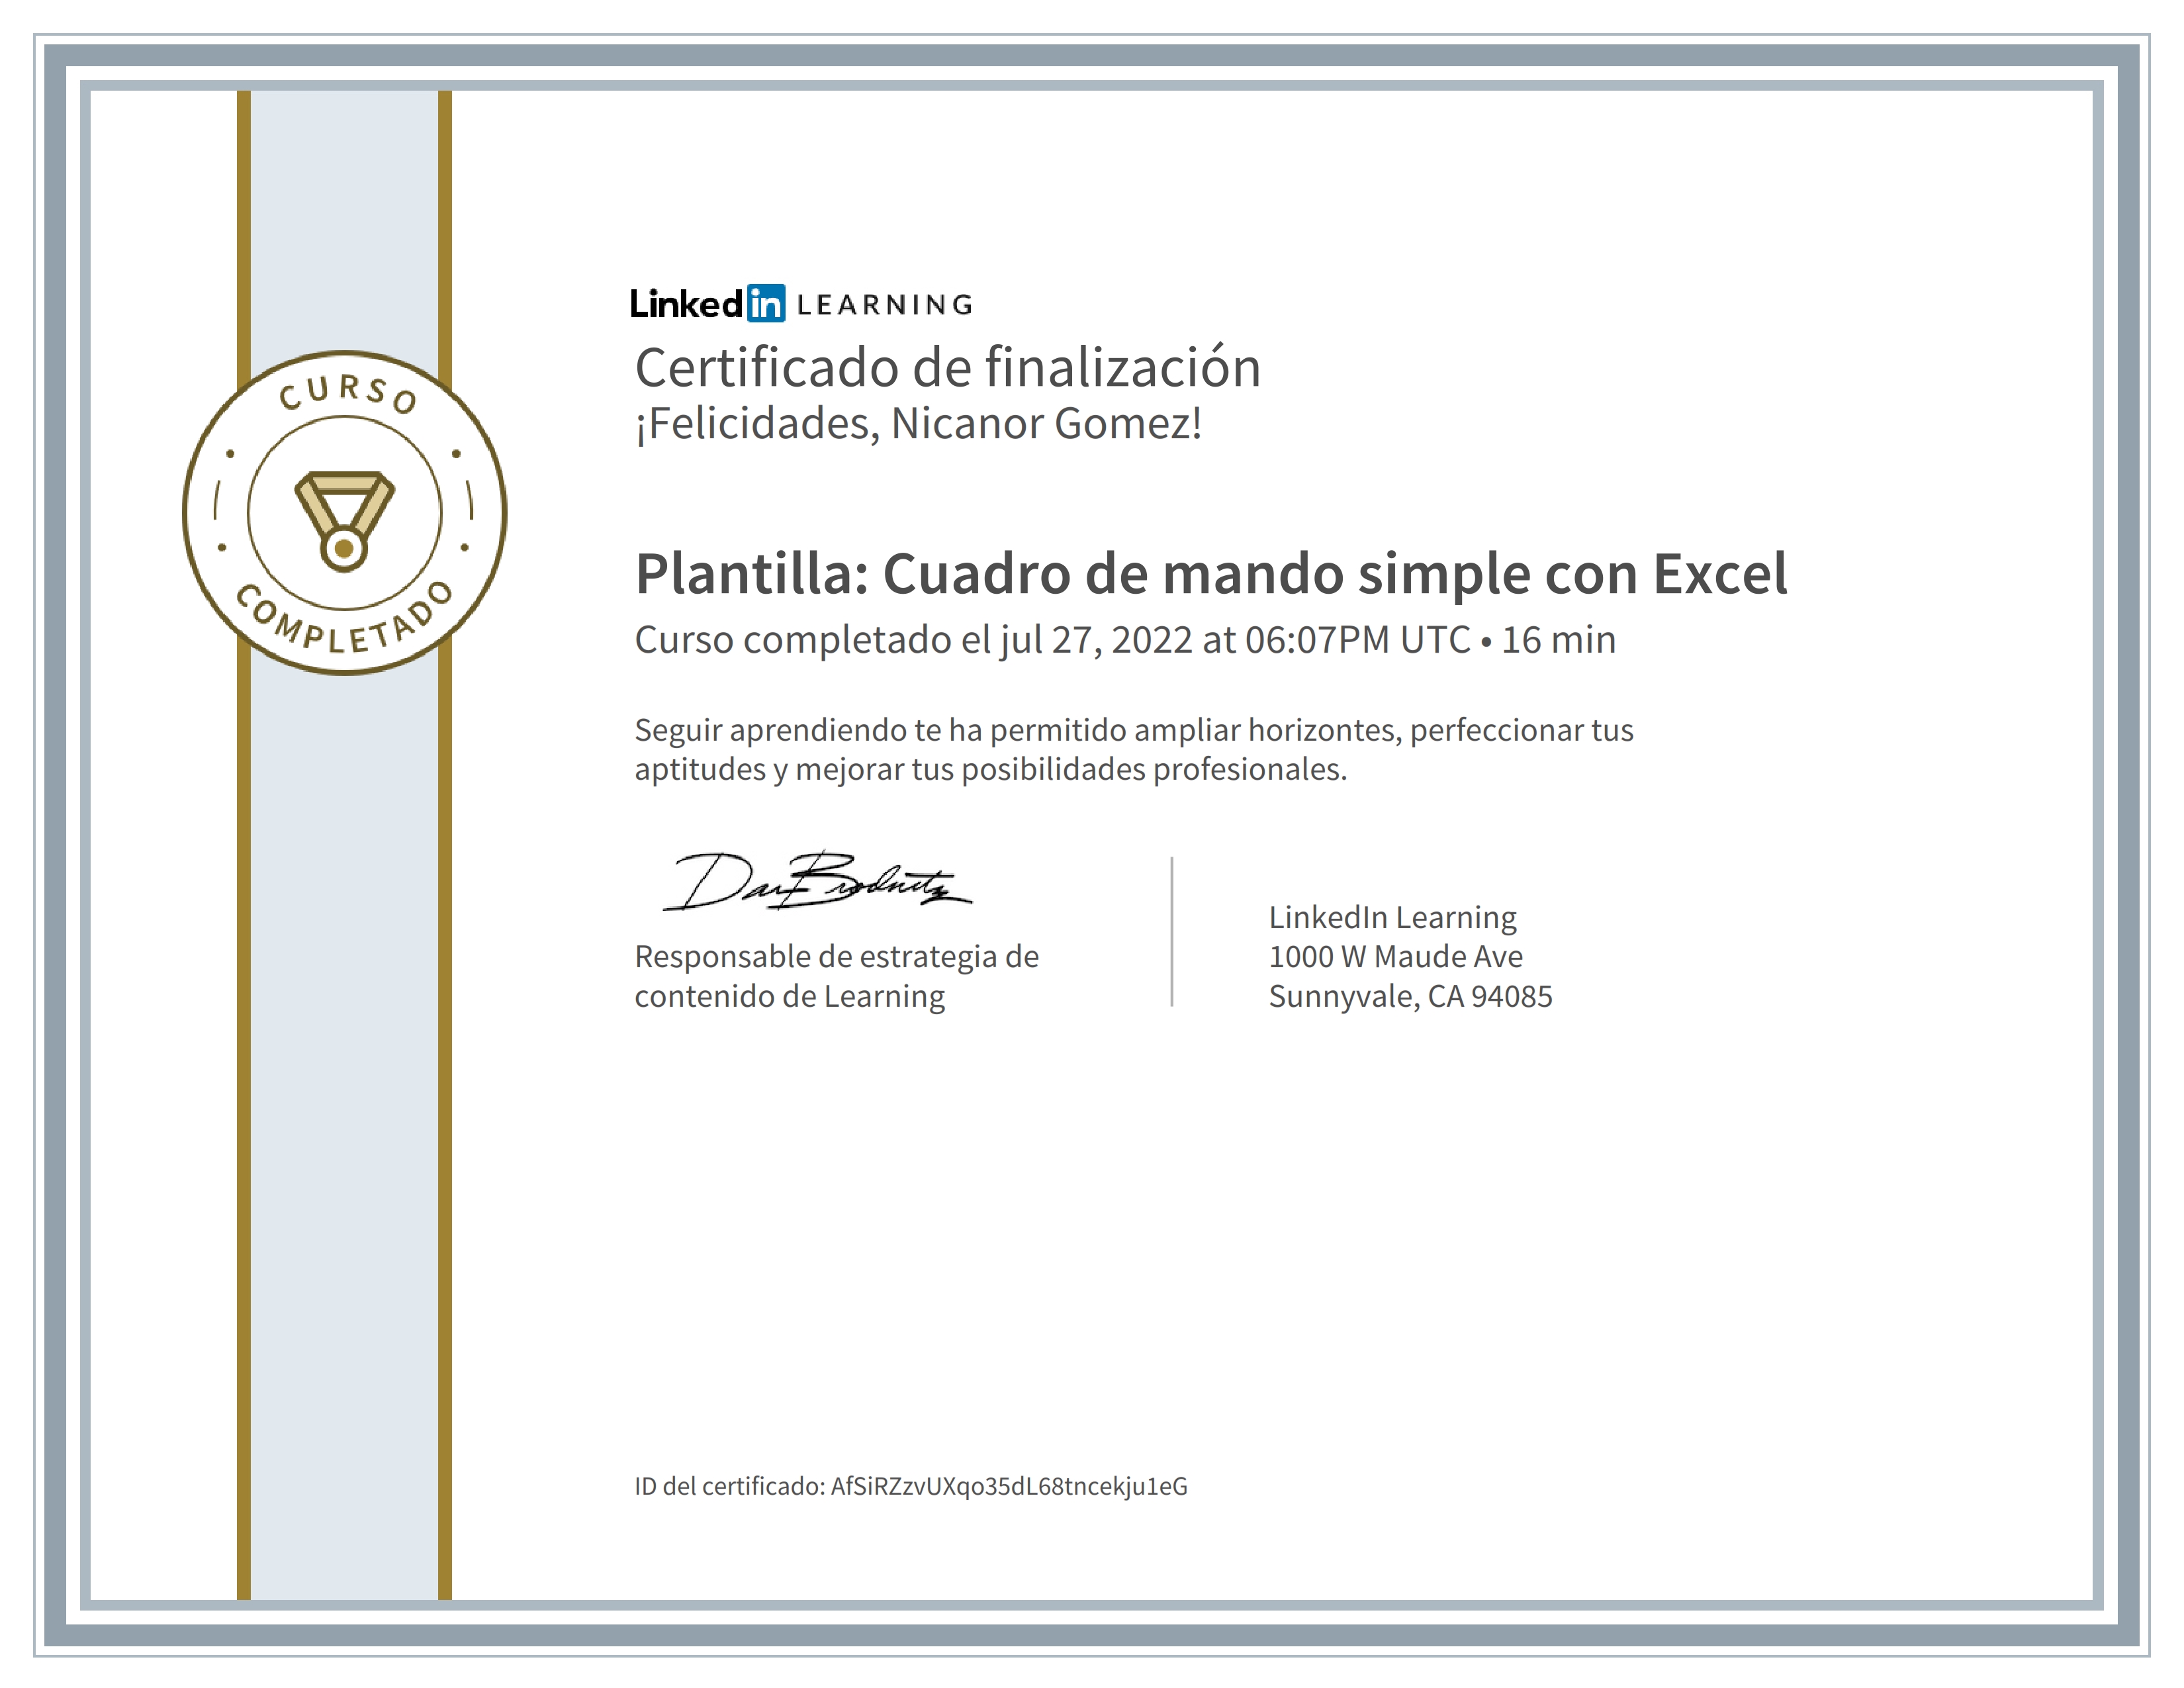 LinkedIn LEARNING
Certificado de finalización
¡Felicidades, Nicanor Gomez!
CURSO
COMPLETADO
Plantilla: Cuadro de mando simple con Excel
Curso completado el jul 27, 2022 at 06:07PM UTC • 16 min
Seguir aprendiendo te ha permitido ampliar horizontes, perfeccionar tus
aptitudes y mejorar tus posibilidades profesionales.
Dan Brodnitz
Responsable de estrategia de
contenido de Learning
LinkedIn Learning
1000 W Maude Ave
Sunnyvale, CA 94085
ID del certificado: AfSiRZzvUXqo35dL68tncekju1eG